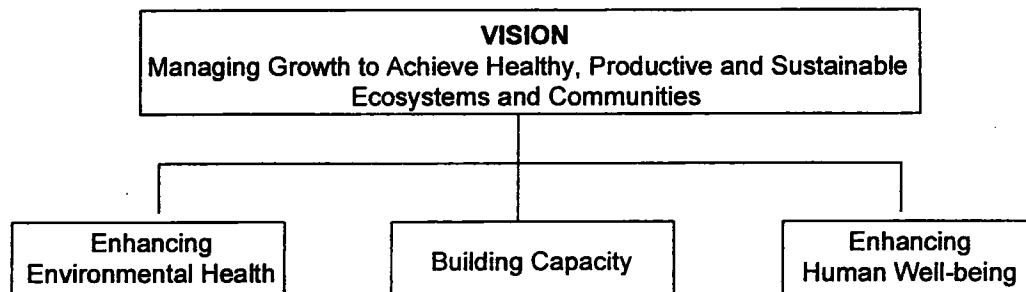 VISION
Managing Growth to Achieve Healthy, Productive and Sustainable
Ecosystems and Communities
Enhancing
Environmental Health
Building Capacity
Enhancing
Human Well-being